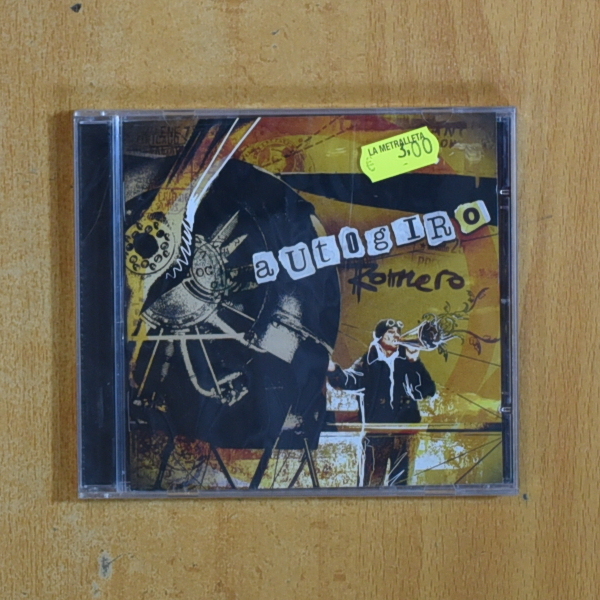 LA METRALLETA
€ 3,00
autogiro
Romero